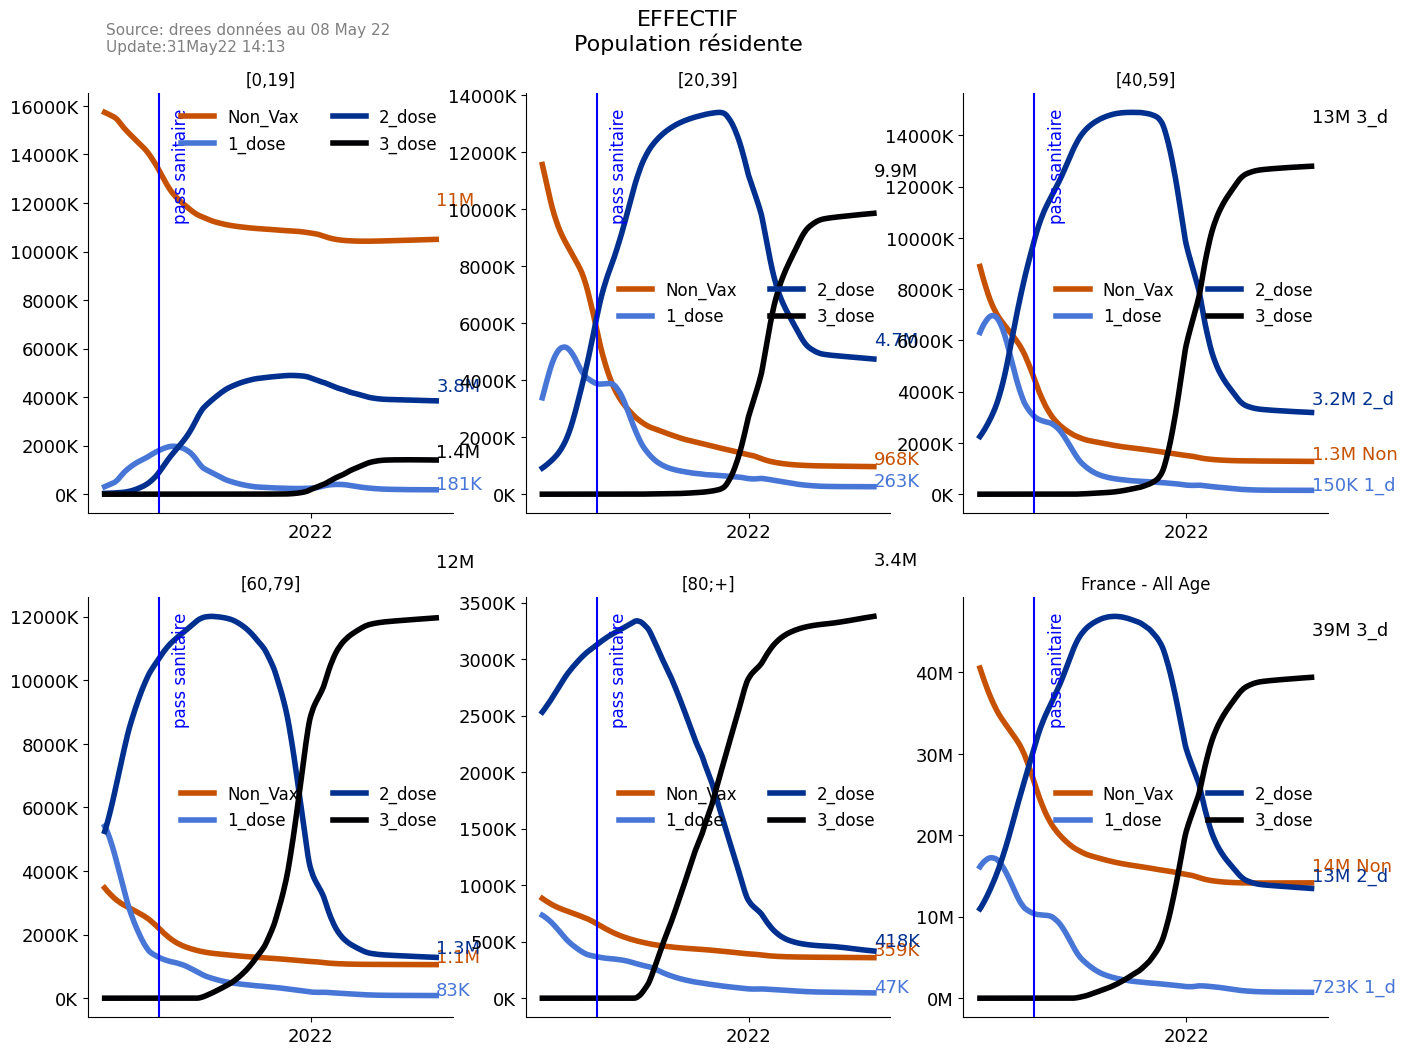 Source: drees données au 08 May 22
Update:31May22 14:13
EFFECTIF
Population résidente
[0,19]
16000K
14000K
12000K
10000K
8000K
6000K
4000K
2000K
0K
pass sanitaire
Non_Vax
1_dose
2_dose
3_dose
11M
3.8M
1.4M
181K
2022
[20,39]
14000K
12000K
10000K
8000K
6000K
4000K
2000K
0K
pass sanitaire
Non_Vax
1_dose
2_dose
3_dose
9.9M
4.7M
968K
263K
2022
[40,59]
14000K
12000K
10000K
8000K
6000K
4000K
2000K
0K
pass sanitaire
Non_Vax
1_dose
2_dose
3_dose
13M 3_d
3.2M 2_d
1.3M Non
150K 1_d
2022
[60,79]
12000K
10000K
8000K
6000K
4000K
2000K
0K
pass sanitaire
Non_Vax
1_dose
2_dose
3_dose
12M
1.3M
1.1M
83K
2022
[80;+]
3500K
3000K
2500K
2000K
1500K
1000K
500K
0K
pass sanitaire
Non_Vax
1_dose
2_dose
3_dose
3.4M
418K
359K
47K
2022
France - All Age
40M
30M
20M
10M
0M
pass sanitaire
Non_Vax
1_dose
2_dose
3_dose
39M 3_d
14M Non
13M 2_d
723K 1_d
2022